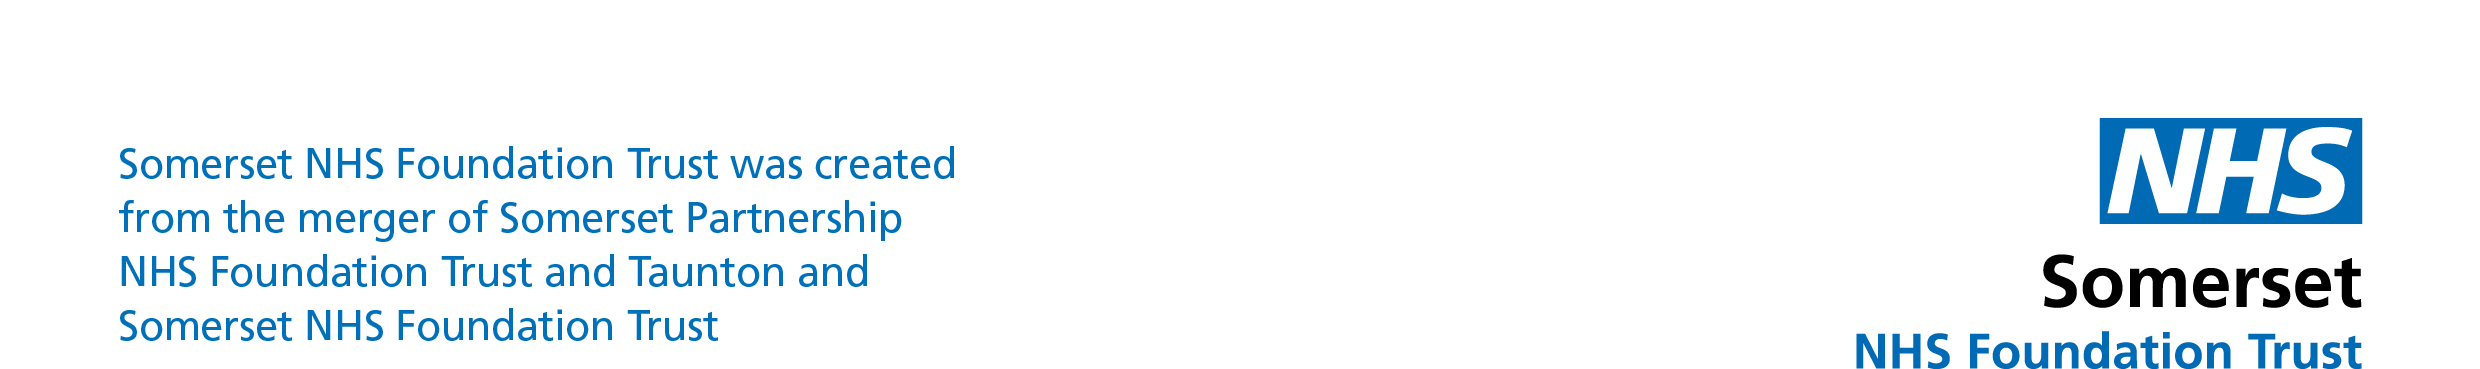 Somerset NHS Foundation Trust was created
from the merger of Somerset Partnership
NHS Foundation Trust and Taunton and
Somerset NHS Foundation Trust
NHS
Somerset
NHS Foundation Trust